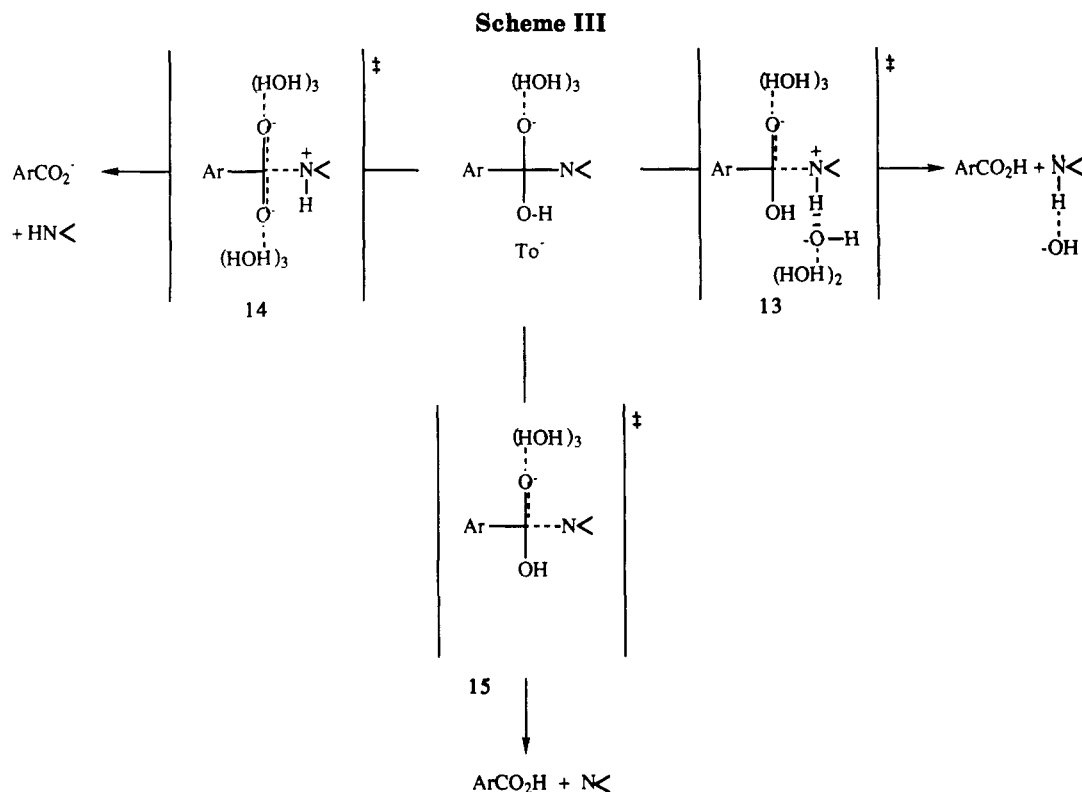 Scheme III
‡
(HOH)3
O-
Ar
+
N<
H
O-
(HOH)3
14
ArCO2-
+ HN<
(HOH)3
O-
Ar
N<
O-H
To-
‡
(HOH)3
O-
+
Ar
N<
H
OH
-O-H
(HOH)2
13
ArCO2H + N<
H
-OH
‡
(HOH)3
O-
Ar
N<
OH
15
ArCO2H + N<